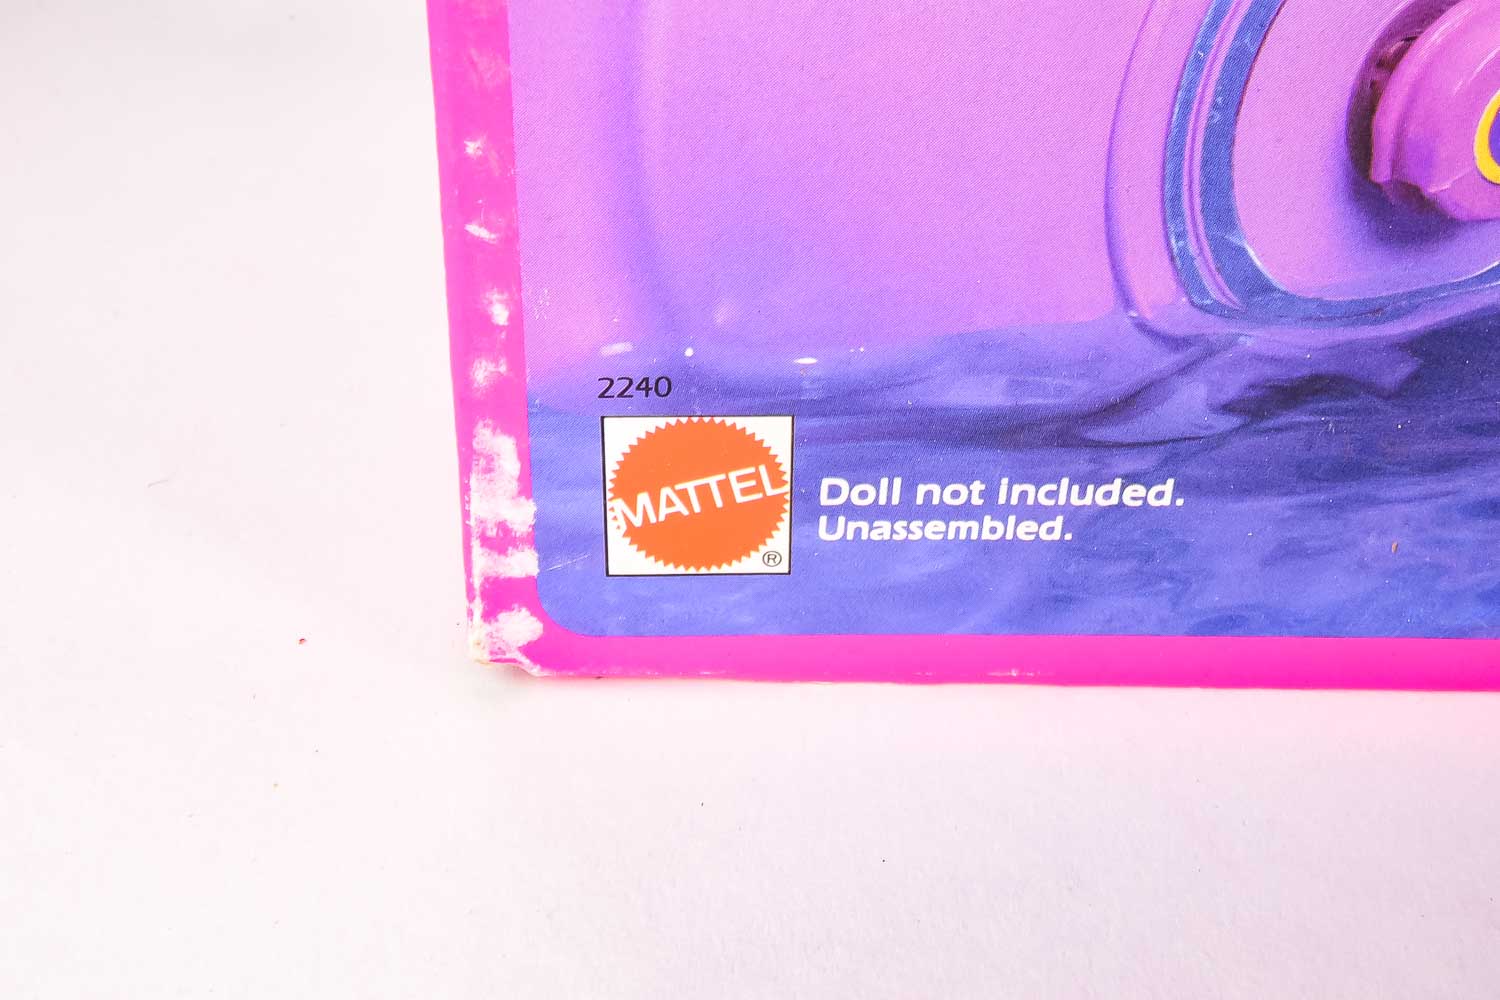 2240
MATTEL
®
Doll not included.
Unassembled.